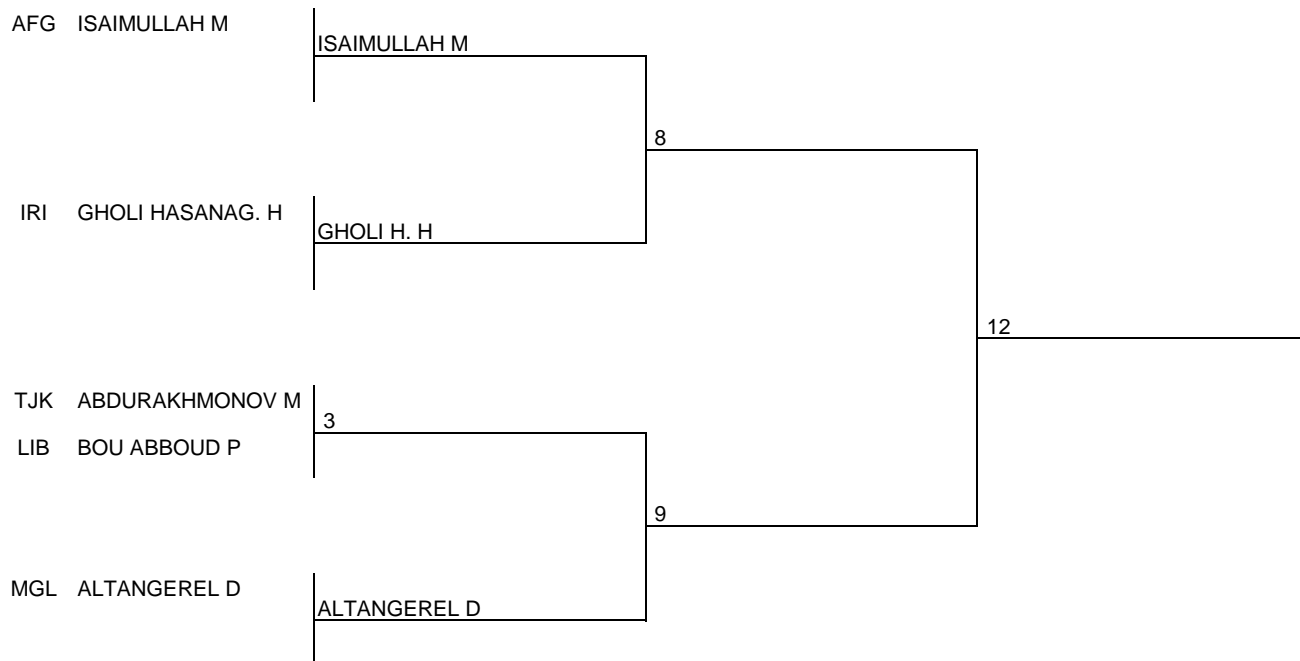 AFG ISAIMULLAH M
ISAIMULLAH M
8
IRI GHOLI HASANAG. H
GHOLI H. H
12
TJK ABDURAKHMONOV M
3
LIB BOU ABBOUD P
9
MGL ALTANGEREL D
ALTANGEREL D